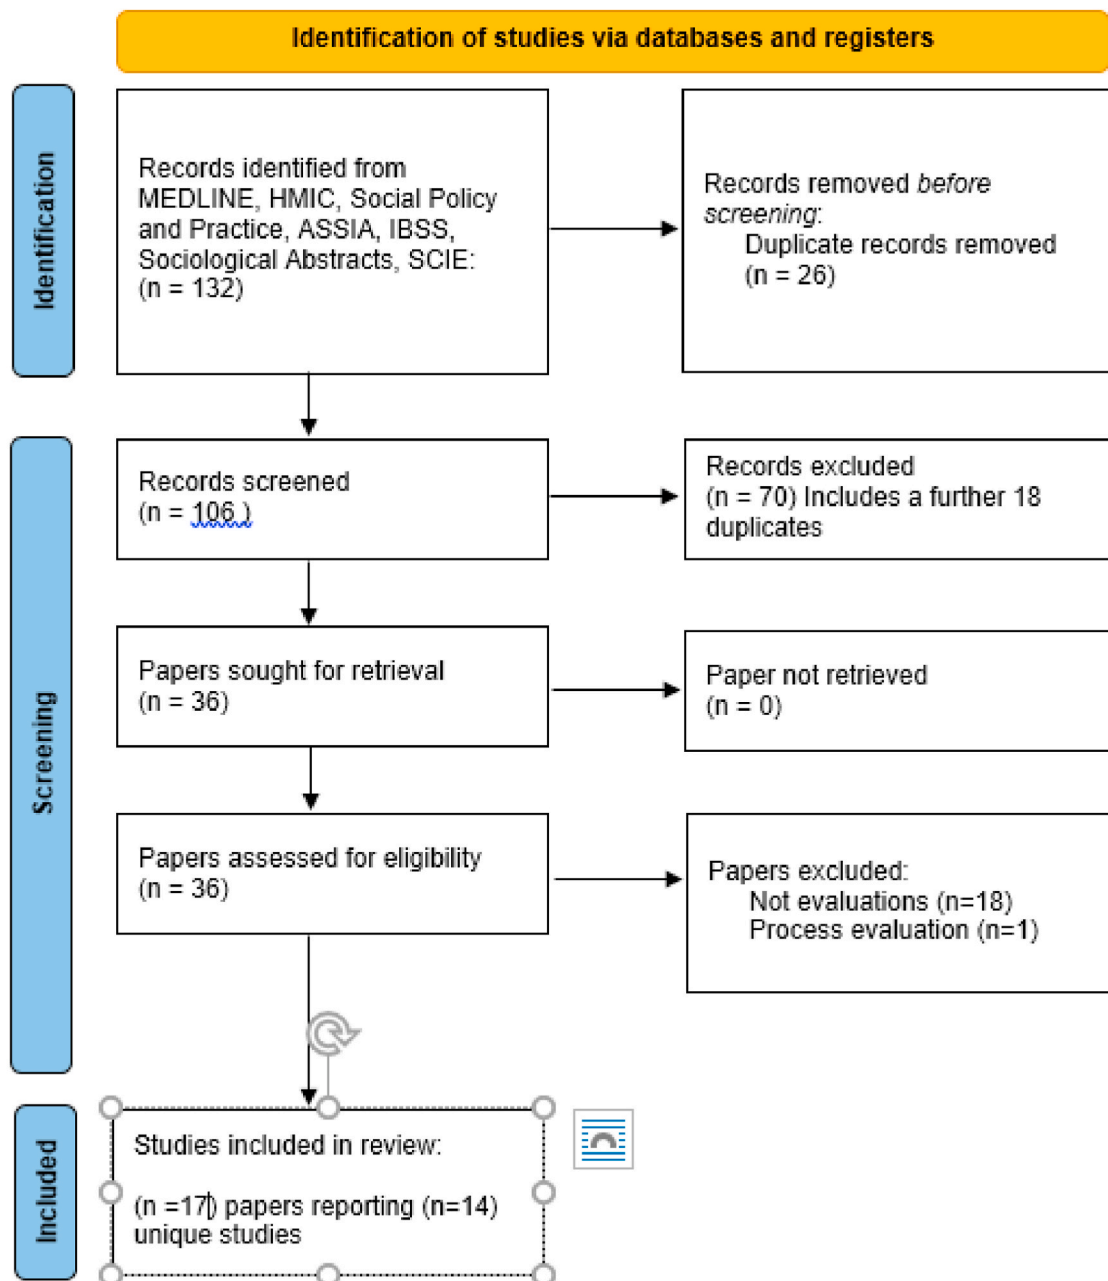 Identification of studies via databases and registers
Identification
Records identified from
MEDLINE, HMIC, Social Policy
and Practice, ASSIA, IBSS,
Sociological Abstracts, SCIE:
(n = 132)
Records removed before
screening:
Duplicate records removed
(n = 26)
Screening
Records screened
(n = 106 )
Records excluded
(n = 70) Includes a further 18
duplicates
Papers sought for retrieval
(n = 36)
Paper not retrieved
(n = 0)
Papers assessed for eligibility
(n = 36)
Papers excluded:
Not evaluations (n=18)
Process evaluation (n=1)
Included
Studies included in review:
(n =17) papers reporting (n=14)
unique studies